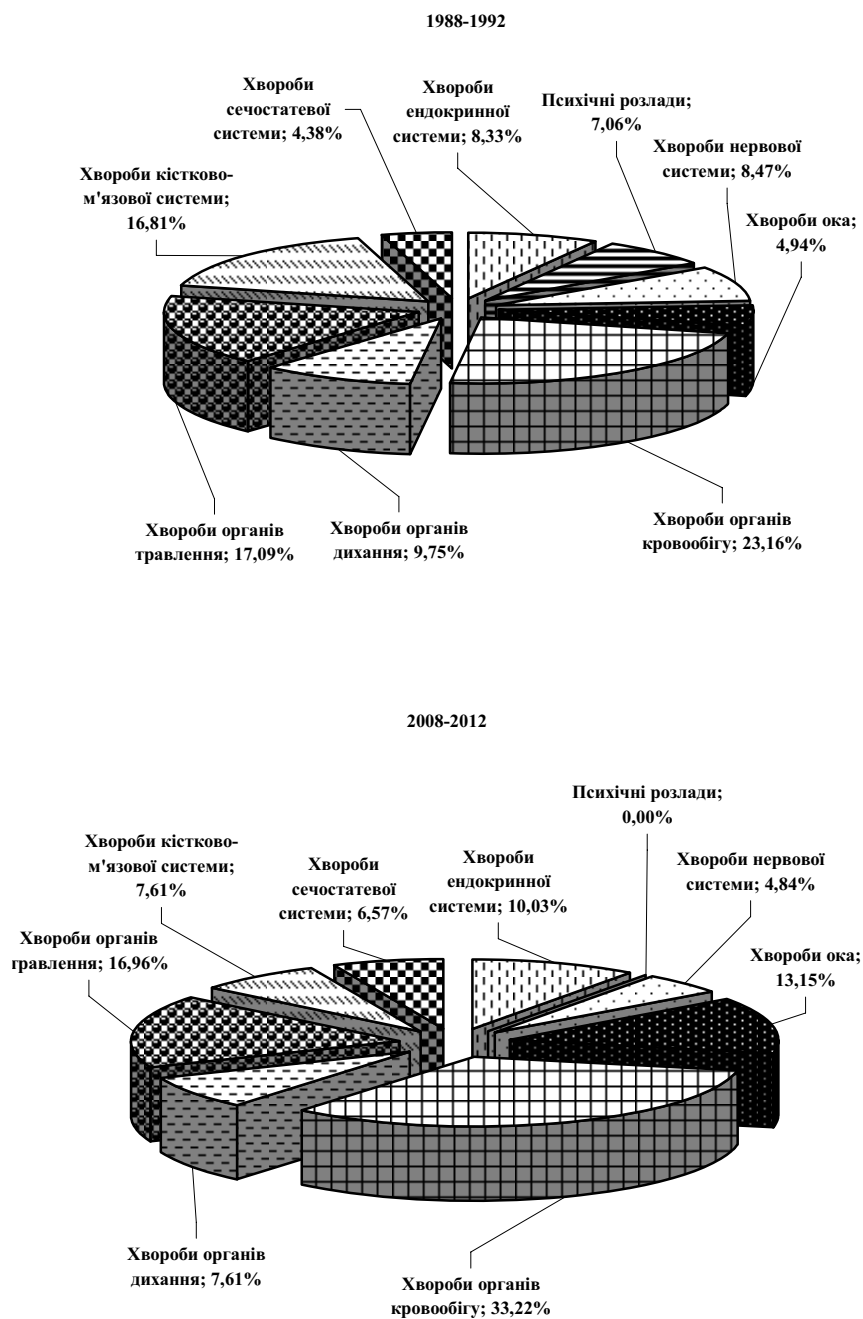 1988-1992
Хвороби
сечостатевої
системи; 4,38%
Хвороби
ендокринної
системи; 8,33%
Психічні розлади;
7,06%
Хвороби нервової
системи; 8,47%
Хвороби ока;
4,94%
Хвороби кістково-
м'язової системи;
16,81%
Хвороби органів
травлення; 17,09%
Хвороби органів
дихання; 9,75%
Хвороби органів
кровообігу; 23,16%
2008-2012
Психічні розлади;
0,00%
Хвороби кістково-
м'язової системи;
7,61%
Хвороби
сечостатевої
системи; 6,57%
Хвороби
ендокринної
системи; 10,03%
Хвороби нервової
системи; 4,84%
Хвороби органів
гравлення; 16,96%
Хвороби ока;
13,15%
Хвороби органів
дихання; 7,61%
Хвороби органів
кровообігу; 33,22%